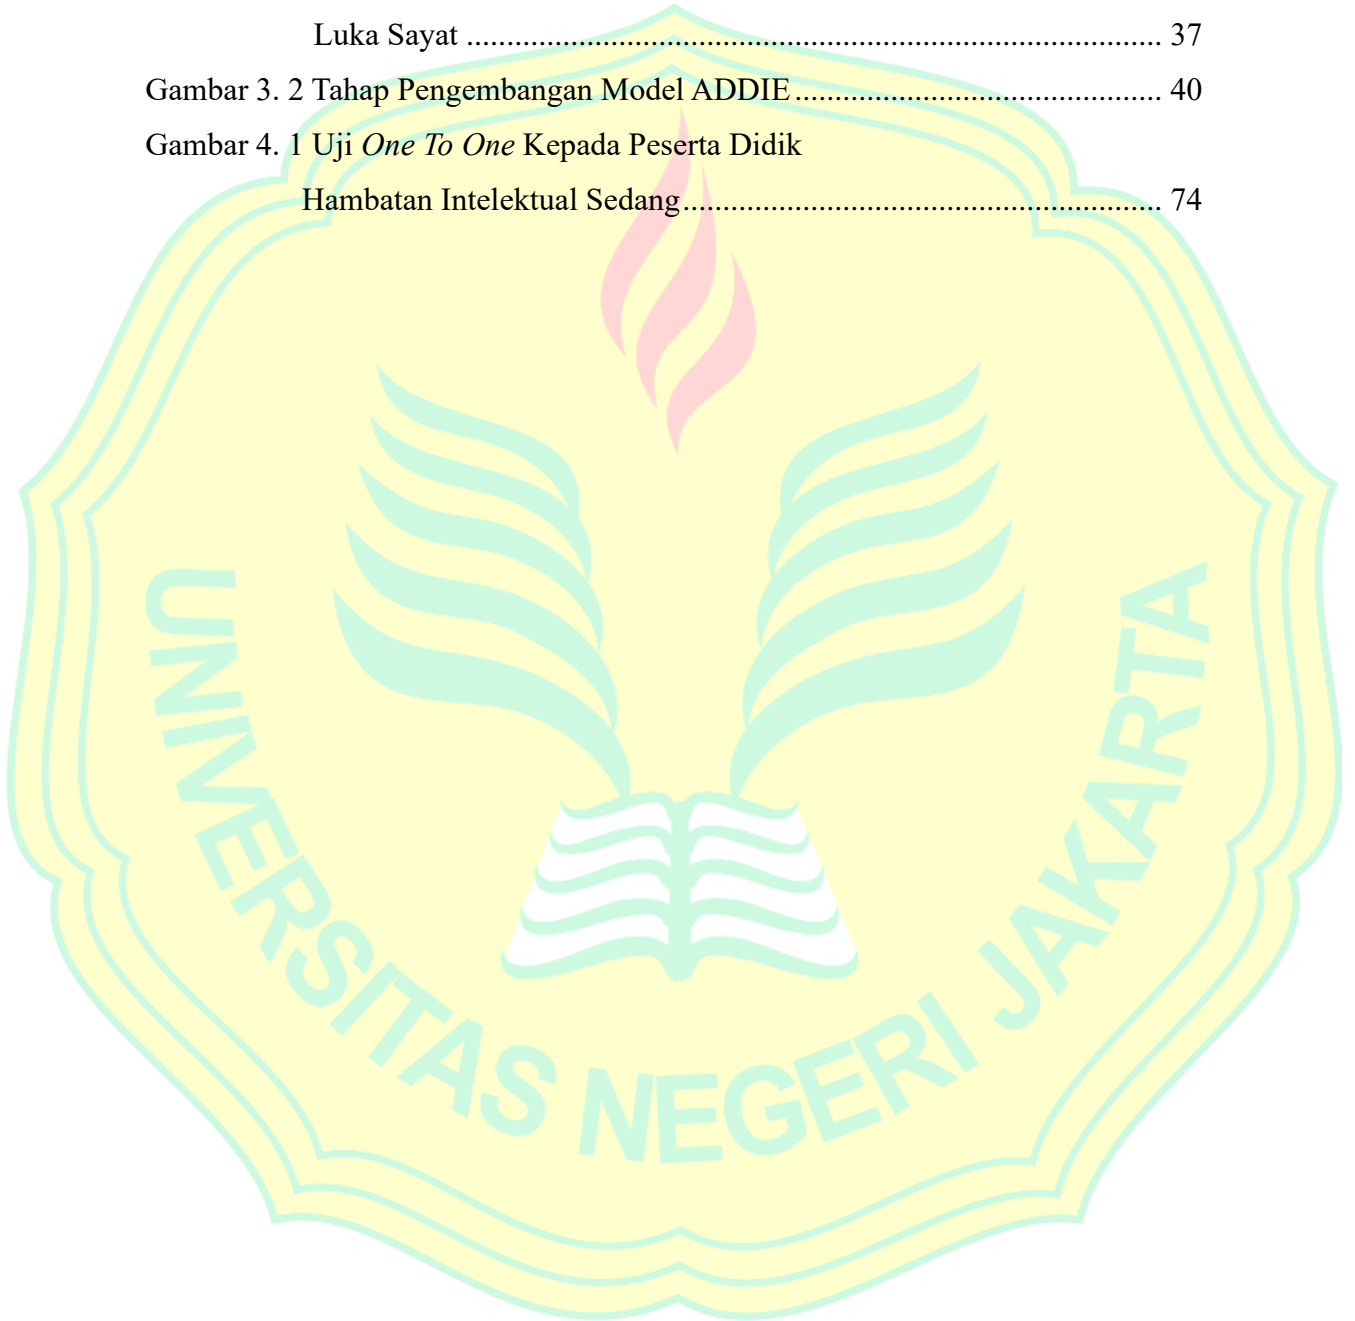 Luka Sayat ........................................................................................ 37
Gambar 3. 2 Tahap Pengembangan Model ADDIE .............................................. 40
Gambar 4. 1 Uji One To One Kepada Peserta Didik
Hambatan Intelektual Sedang............................................................ 74
UNIVERSITAS NEGERI JAKARTA